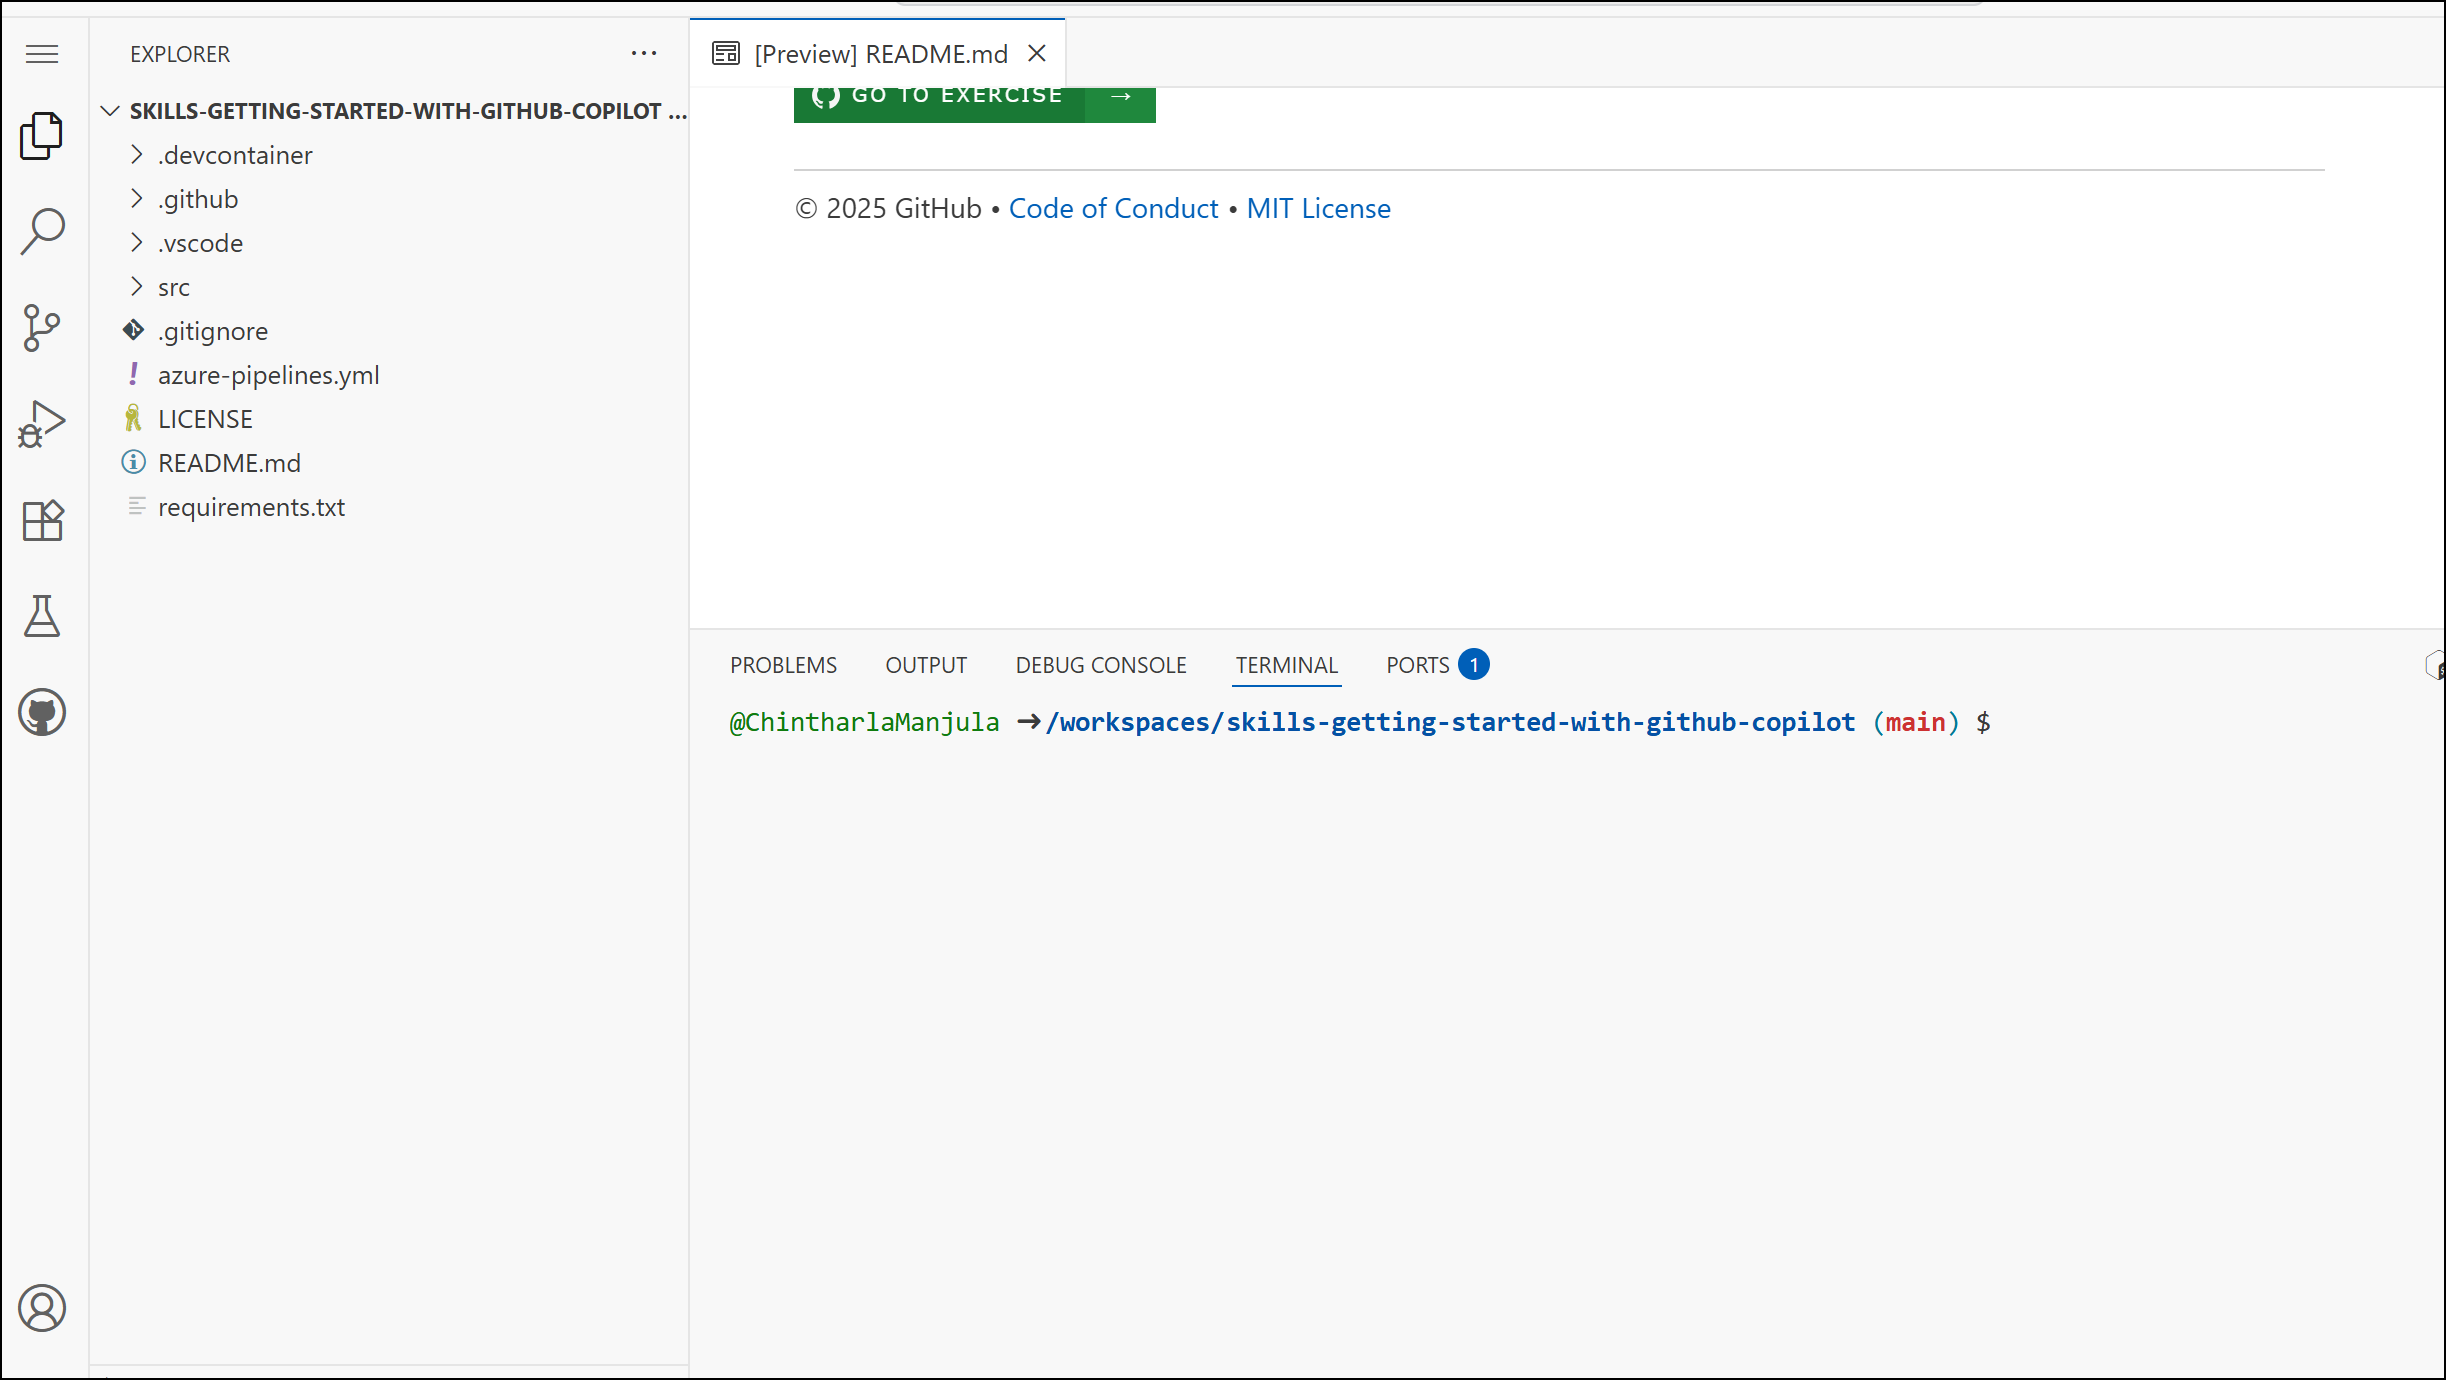 EXPLORER ···
SKILLS-GETTING-STARTED-WITH-GITHUB-COPILOT ...
.devcontainer
.github
.vscode
src
.gitignore
azure-pipelines.yml
LICENSE
README.md
requirements.txt
[Preview] README.md
GO TO EXERCISE →
© 2025 GitHub • Code of Conduct • MIT License
PROBLEMS OUTPUT DEBUG CONSOLE TERMINAL PORTS 1
@ChintharlaManjula ➜/workspaces/skills-getting-started-with-github-copilot (main) $